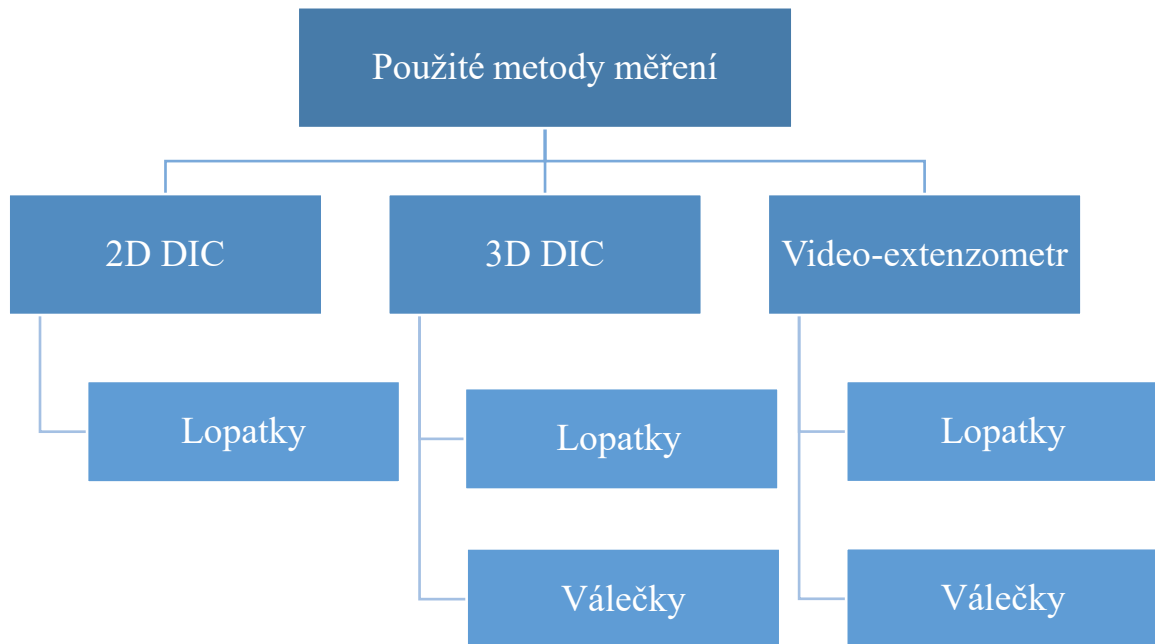 Použité metody měření
2D DIC
3D DIC
Video-extenzometr
Lopatky
Lopatky
Lopatky
Válečky
Válečky